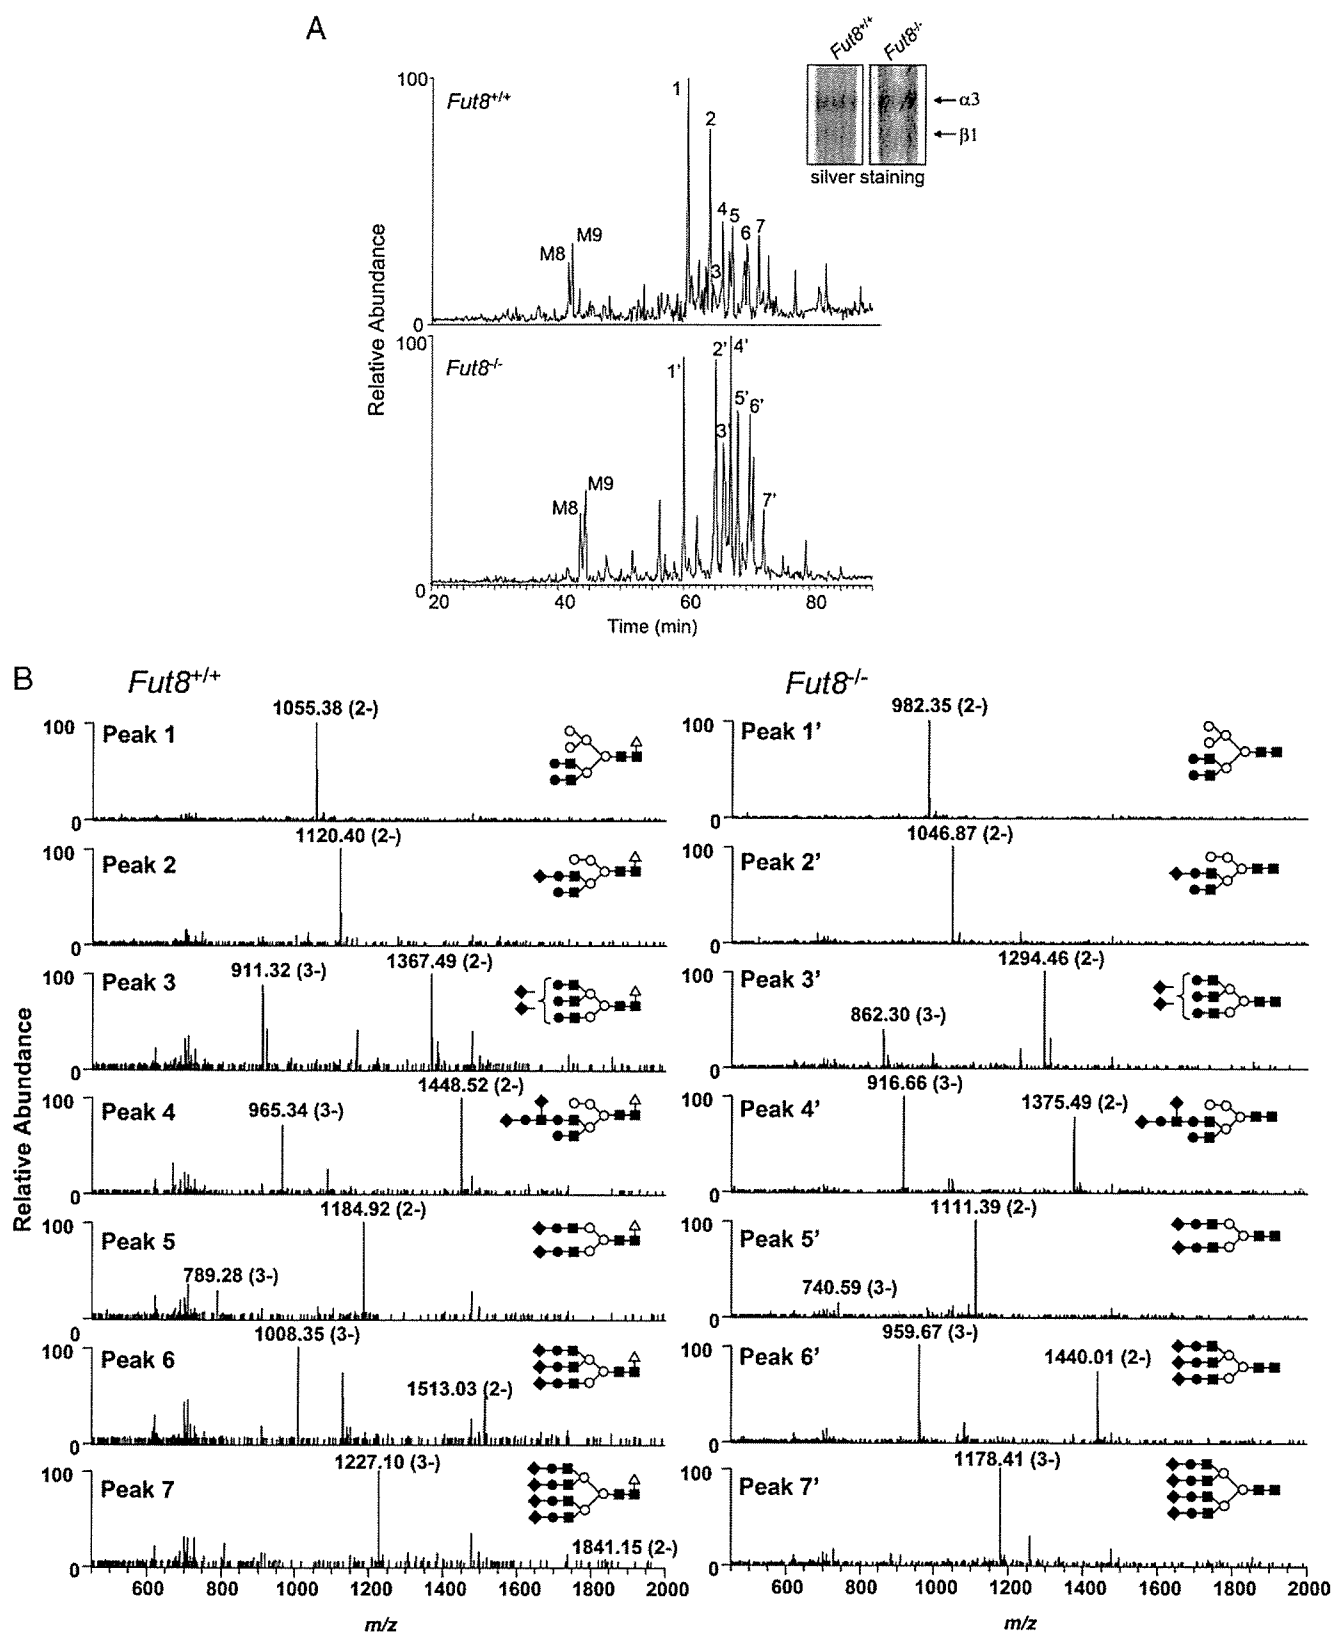 A
Fut8+/+
Fut8-/-
α3
β1
silver staining
Relative Abundance
100
Fut8+/+
M8
M9
1
2
3
4
5
6
7
0
100
Fut8-/-
M8
M9
1'
2'
3'
4'
5'
6'
7'
0
20 40 60 80
Time (min)
B
Fut8+/+
Fut8-/-
Relative Abundance
100
Peak 1
1055.38 (2-)
0
100
Peak 1'
982.35 (2-)
0
100
Peak 2
1120.40 (2-)
0
100
Peak 2'
1046.87 (2-)
0
100
Peak 3
911.32 (3-)
1367.49 (2-)
0
100
Peak 3'
862.30 (3-)
1294.46 (2-)
0
100
Peak 4
965.34 (3-)
1448.52 (2-)
0
100
Peak 4'
916.66 (3-)
1375.49 (2-)
0
100
Peak 5
789.28 (3-)
1184.92 (2-)
0
100
Peak 5'
740.59 (3-)
1111.39 (2-)
0
100
Peak 6
1008.35 (3-)
1513.03 (2-)
0
100
Peak 6'
959.67 (3-)
1440.01 (2-)
0
100
Peak 7
1227.10 (3-)
1841.15 (2-)
0
100
Peak 7'
1178.41 (3-)
0
600 800 1000 1200 1400 1600 1800 2000
m/z
600 800 1000 1200 1400 1600 1800 2000
m/z